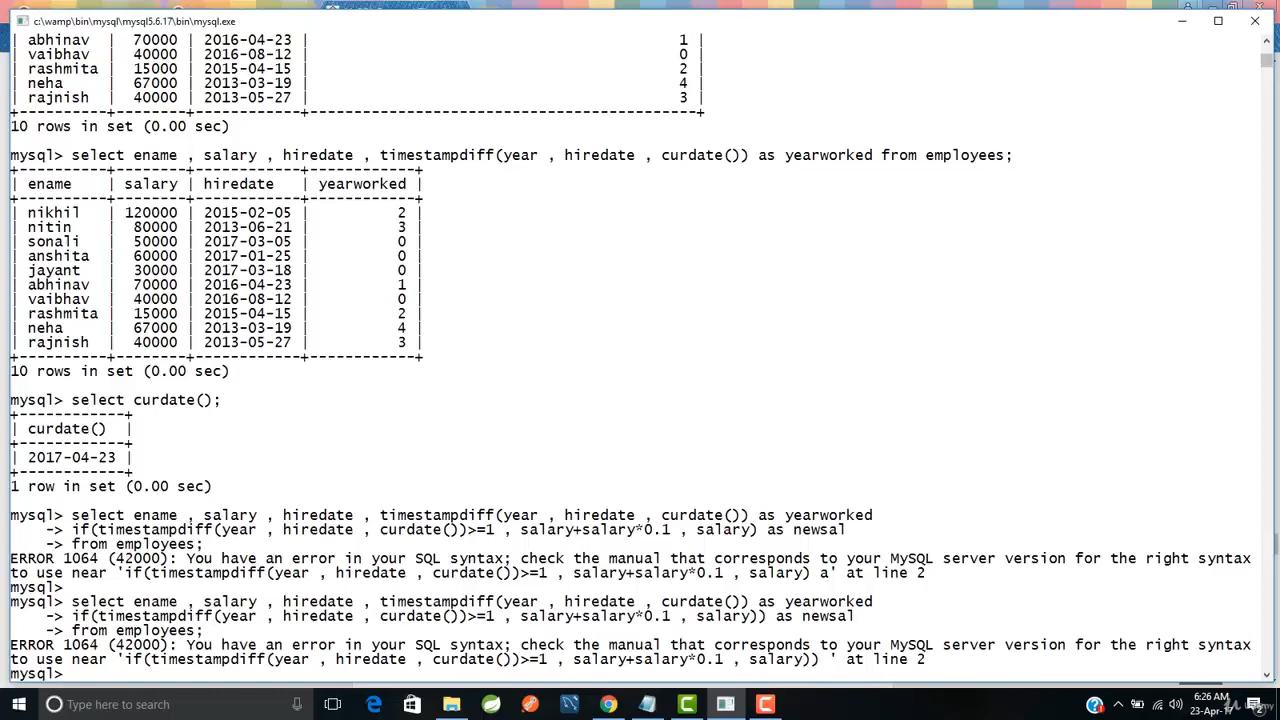 c:\wamp\bin\mysql\mysql5.6.17\bin\mysql.exe
| abhinav  |  70000 | 2016-04-23 |                                           1 |
| vaibhav  |  40000 | 2016-08-12 |                                           0 |
| rashmita |  15000 | 2015-04-15 |                                           2 |
| neha     |  67000 | 2013-03-19 |                                           4 |
| rajnish  |  40000 | 2013-05-27 |                                           3 |
+----------+--------+------------+---------------------------------------------+
10 rows in set (0.00 sec)
mysql> select ename , salary , hiredate , timestampdiff(year , hiredate , curdate()) as yearworked from employees;
+----------+--------+------------+------------+
| ename    | salary | hiredate   | yearworked |
+----------+--------+------------+------------+
| nikhil   | 120000 | 2015-02-05 |          2 |
| nitin    |  80000 | 2013-06-21 |          3 |
| sonali   |  50000 | 2017-03-05 |          0 |
| anshita  |  60000 | 2017-01-25 |          0 |
| jayant   |  30000 | 2017-03-18 |          0 |
| abhinav  |  70000 | 2016-04-23 |          1 |
| vaibhav  |  40000 | 2016-08-12 |          0 |
| rashmita |  15000 | 2015-04-15 |          2 |
| neha     |  67000 | 2013-03-19 |          4 |
| rajnish  |  40000 | 2013-05-27 |          3 |
+----------+--------+------------+------------+
10 rows in set (0.00 sec)
mysql> select curdate();
+------------+
| curdate()  |
+------------+
| 2017-04-23 |
+------------+
1 row in set (0.00 sec)
mysql> select ename , salary , hiredate , timestampdiff(year , hiredate , curdate()) as yearworked
    -> if(timestampdiff(year , hiredate , curdate())>=1 , salary+salary*0.1 , salary) as newsal
    -> from employees;
ERROR 1064 (42000): You have an error in your SQL syntax; check the manual that corresponds to your MySQL server version for the right syntax
to use near 'if(timestampdiff(year , hiredate , curdate())>=1 , salary+salary*0.1 , salary) a' at line 2
mysql>
mysql> select ename , salary , hiredate , timestampdiff(year , hiredate , curdate()) as yearworked
    -> if(timestampdiff(year , hiredate , curdate())>=1 , salary+salary*0.1 , salary)) as newsal
    -> from employees;
ERROR 1064 (42000): You have an error in your SQL syntax; check the manual that corresponds to your MySQL server version for the right syntax
to use near 'if(timestampdiff(year , hiredate , curdate())>=1 , salary+salary*0.1 , salary)) ' at line 2
mysql>
Type here to search
6:26 AM
23-Apr-17